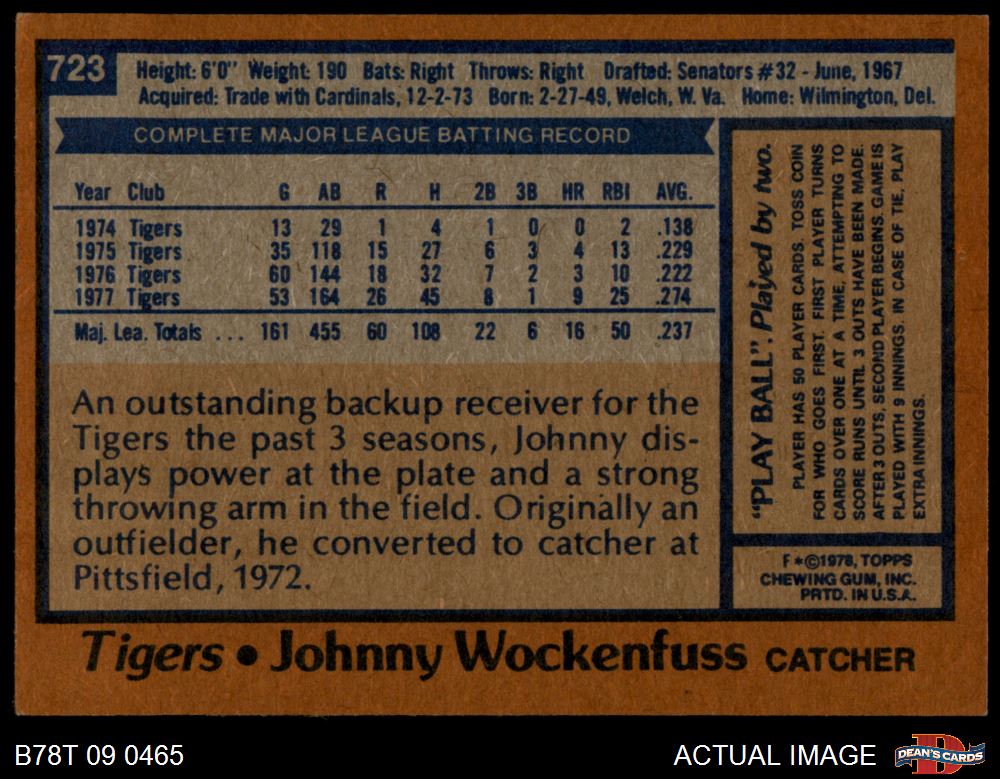 723
Height: 6'0" Weight: 190 Bats: Right Throws: Right Drafted: Senators #32 - June, 1967
Acquired: Trade with Cardinals, 12-2-73 Born: 2-27-49, Welch, W. Va. Home: Wilmington, Del.
COMPLETE MAJOR LEAGUE BATTING RECORD
Year Club G AB R H 2B 3B HR RBI AVG.
1974 Tigers 13 29 1 4 1 0 0 2 .138
1975 Tigers 35 118 15 27 6 3 4 13 .229
1976 Tigers 60 144 18 32 7 2 3 10 .222
1977 Tigers 53 164 26 45 8 1 9 25 .274
Maj. Lea. Totals ... 161 455 60 108 22 6 16 50 .237
An outstanding backup receiver for the
Tigers the past 3 seasons, Johnny dis-
plays power at the plate and a strong
throwing arm in the field. Originally an
outfielder, he converted to catcher at
Pittsfield, 1972.
"PLAY BALL". Played by two.
PLAYER HAS 50 PLAYER CARDS. TOSS COIN
FOR WHO GOES FIRST. FIRST PLAYER TURNS
CARDS OVER ONE AT A TIME, ATTEMPTING TO
SCORE RUNS UNTIL 3 OUTS HAVE BEEN MADE.
AFTER 3 OUTS, SECOND PLAYER BEGINS. GAME IS
PLAYED WITH 9 INNINGS. IN CASE OF TIE, PLAY
EXTRA INNINGS.
F*©1978, TOPPS
CHEWING GUM, INC.
PRTD. IN U.S.A.
Tigers • Johnny Wockenfuss CATCHER
B78T 09 0465
ACTUAL IMAGE
DEAN'S CARDS